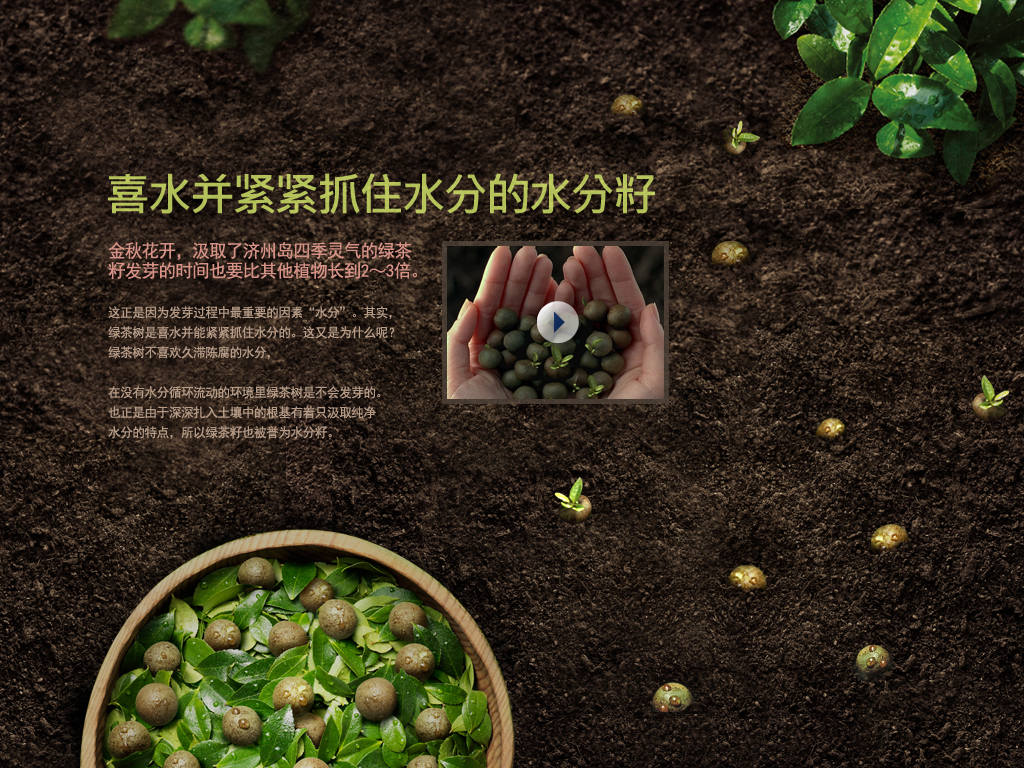 喜水并紧紧抓住水分的水分籽
金秋花开，汲取了济州岛四季灵气的绿茶
籽发芽的时间也要比其他植物长到2～3倍。
这正是因为发芽过程中最重要的因素“水分”。其实，
绿茶树是喜水并能紧紧抓住水分的。这又是为什么呢?
绿茶树不喜欢久滞陈腐的水分，
在没有水分循环流动的环境里绿茶树是不会发芽的。
也正是由于深深扎入土壤中的根基有着只汲取纯净
水分的特点，所以绿茶籽也被誉为水分籽。